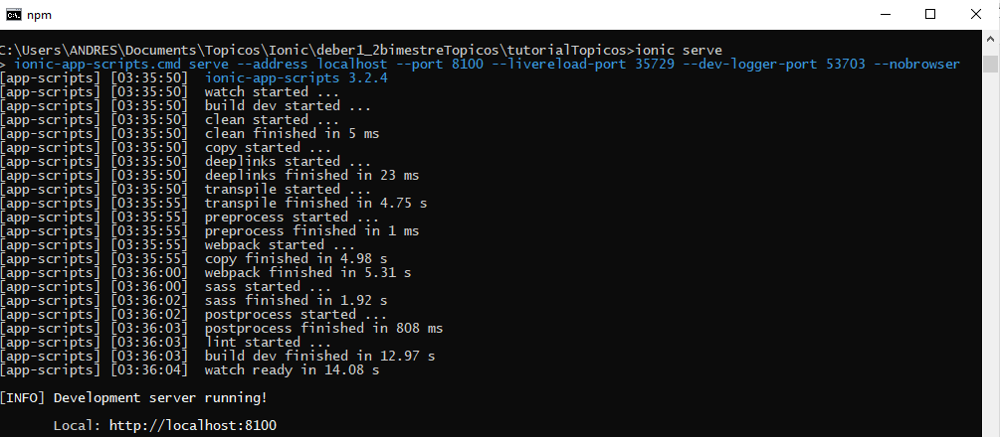 npm
C:\Users\ANDRES\Documents\Topicos\Ionic\deber1_2bimestreTopicos\tutorialTopicos>ionic serve
> ionic-app-scripts.cmd serve --address localhost --port 8100 --livereload-port 35729 --dev-logger-port 53703 --nobrowser
[app-scripts] [03:35:50]  ionic-app-scripts 3.2.4
[app-scripts] [03:35:50]  watch started ...
[app-scripts] [03:35:50]  build dev started ...
[app-scripts] [03:35:50]  clean started ...
[app-scripts] [03:35:50]  clean finished in 5 ms
[app-scripts] [03:35:50]  copy started ...
[app-scripts] [03:35:50]  deeplinks started ...
[app-scripts] [03:35:50]  deeplinks finished in 23 ms
[app-scripts] [03:35:50]  transpile started ...
[app-scripts] [03:35:55]  transpile finished in 4.75 s
[app-scripts] [03:35:55]  preprocess started ...
[app-scripts] [03:35:55]  preprocess finished in 1 ms
[app-scripts] [03:35:55]  webpack started ...
[app-scripts] [03:35:55]  copy finished in 4.98 s
[app-scripts] [03:36:00]  webpack finished in 5.31 s
[app-scripts] [03:36:00]  sass started ...
[app-scripts] [03:36:02]  sass finished in 1.92 s
[app-scripts] [03:36:02]  postprocess started ...
[app-scripts] [03:36:03]  postprocess finished in 808 ms
[app-scripts] [03:36:03]  lint started ...
[app-scripts] [03:36:03]  build dev finished in 12.97 s
[app-scripts] [03:36:04]  watch ready in 14.08 s
[INFO] Development server running!
Local: http://localhost:8100